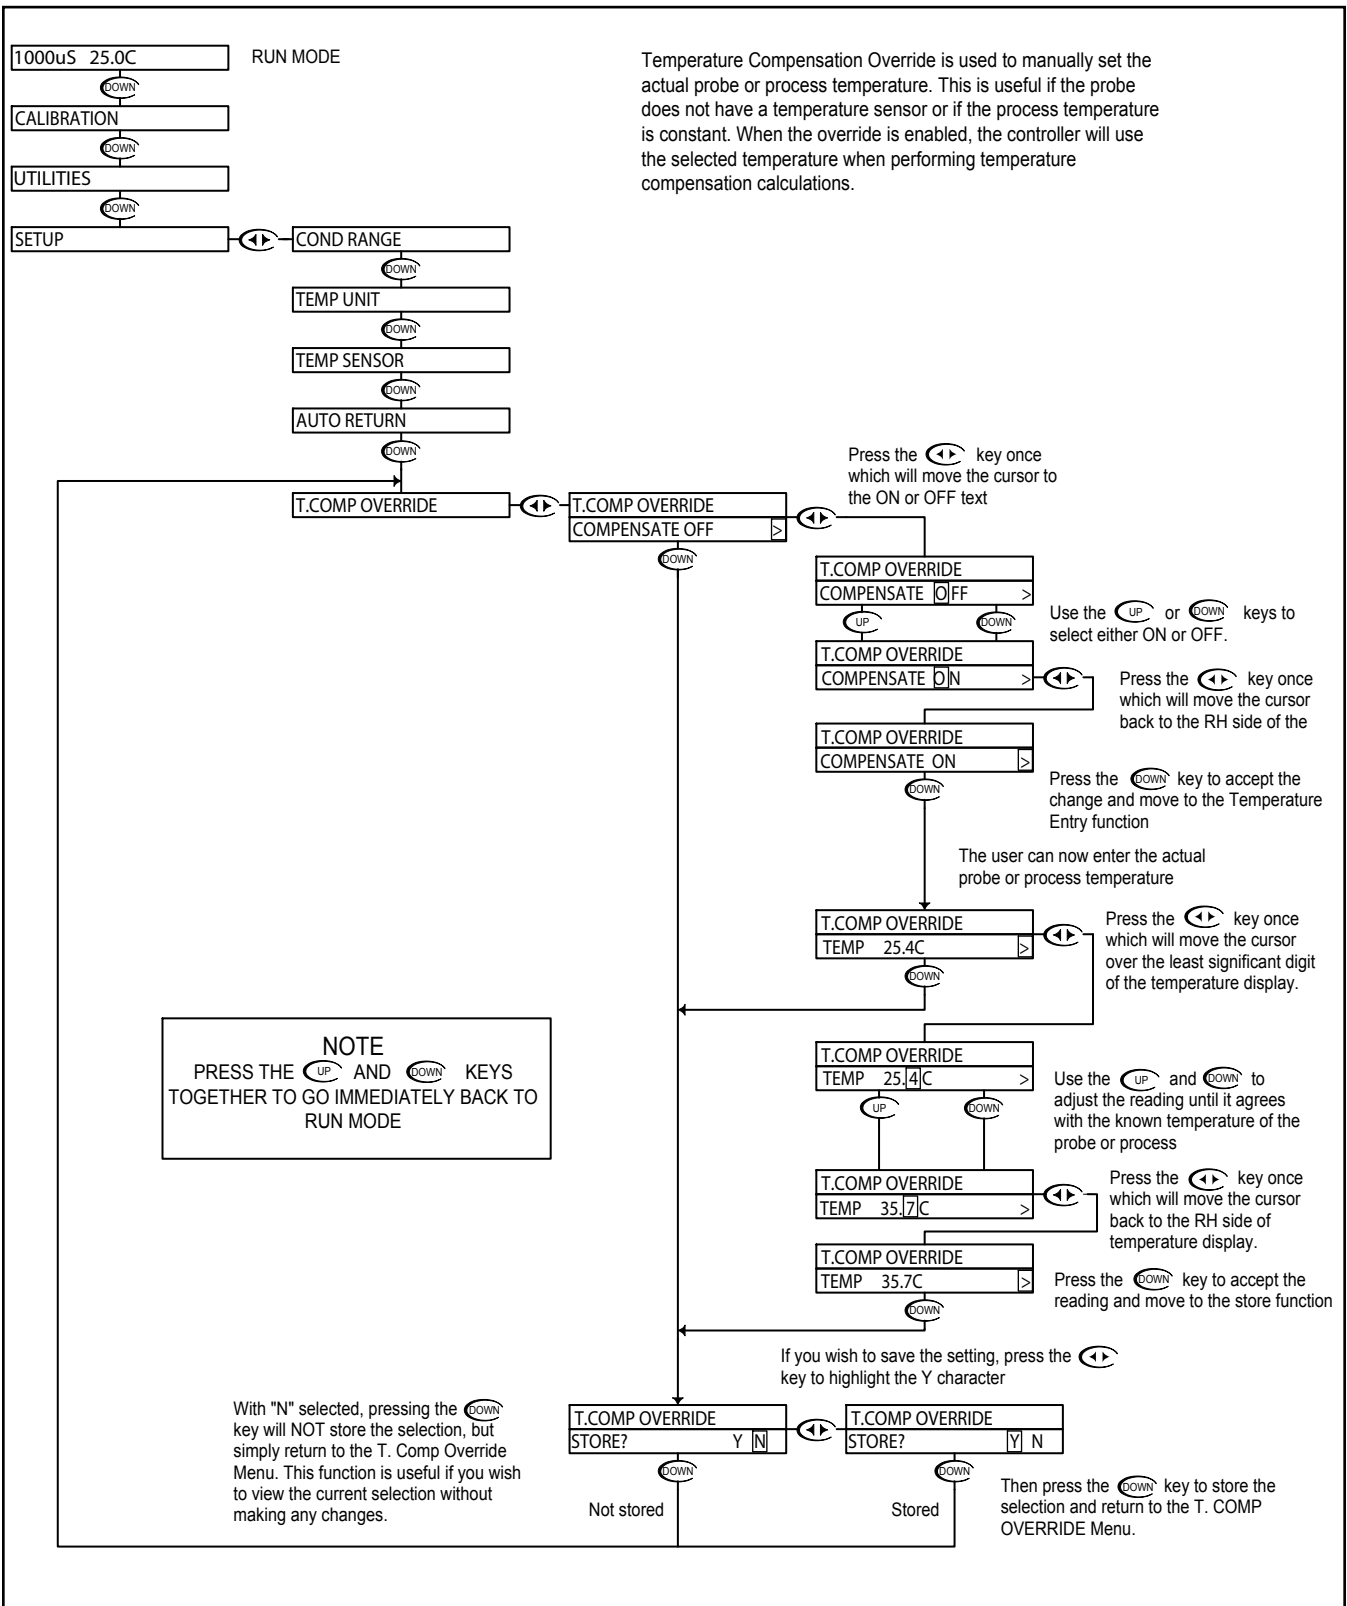 1000uS 25.0C
RUN MODE
DOWN
CALIBRATION
DOWN
UTILITIES
DOWN
SETUP
Temperature Compensation Override is used to manually set the
actual probe or process temperature. This is useful if the probe
does not have a temperature sensor or if the process temperature
is constant. When the override is enabled, the controller will use
the selected temperature when performing temperature
compensation calculations.
COND RANGE
DOWN
TEMP UNIT
DOWN
TEMP SENSOR
DOWN
AUTO RETURN
DOWN
T.COMP OVERRIDE
T.COMP OVERRIDE
COMPENSATE OFF >
DOWN
Press the key once
which will move the cursor to
the ON or OFF text
T.COMP OVERRIDE
COMPENSATE OFF >
UP DOWN
Use the UP or DOWN keys to
select either ON or OFF.
T.COMP OVERRIDE
COMPENSATE ON >
Press the key once
which will move the cursor
back to the RH side of the
T.COMP OVERRIDE
COMPENSATE ON >
DOWN
Press the DOWN key to accept the
change and move to the Temperature
Entry function
The user can now enter the actual
probe or process temperature
T.COMP OVERRIDE
TEMP 25.4C >
DOWN
Press the key once
which will move the cursor
over the least significant digit
of the temperature display.
NOTE
PRESS THE UP AND DOWN KEYS
TOGETHER TO GO IMMEDIATELY BACK TO
RUN MODE
T.COMP OVERRIDE
TEMP 25.4C >
UP DOWN
Use the UP and DOWN to
adjust the reading until it agrees
with the known temperature of the
probe or process
T.COMP OVERRIDE
TEMP 35.7C >
Press the key once
which will move the cursor
back to the RH side of
temperature display.
T.COMP OVERRIDE
TEMP 35.7C >
DOWN
Press the DOWN key to accept the
reading and move to the store function
If you wish to save the setting, press the
key to highlight the Y character
With "N" selected, pressing the DOWN
key will NOT store the selection, but
simply return to the T. Comp Override
Menu. This function is useful if you wish
to view the current selection without
making any changes.
T.COMP OVERRIDE
STORE? Y N
DOWN
Not stored
T.COMP OVERRIDE
STORE? Y N
DOWN
Stored
Then press the DOWN key to store the
selection and return to the T. COMP
OVERRIDE Menu.